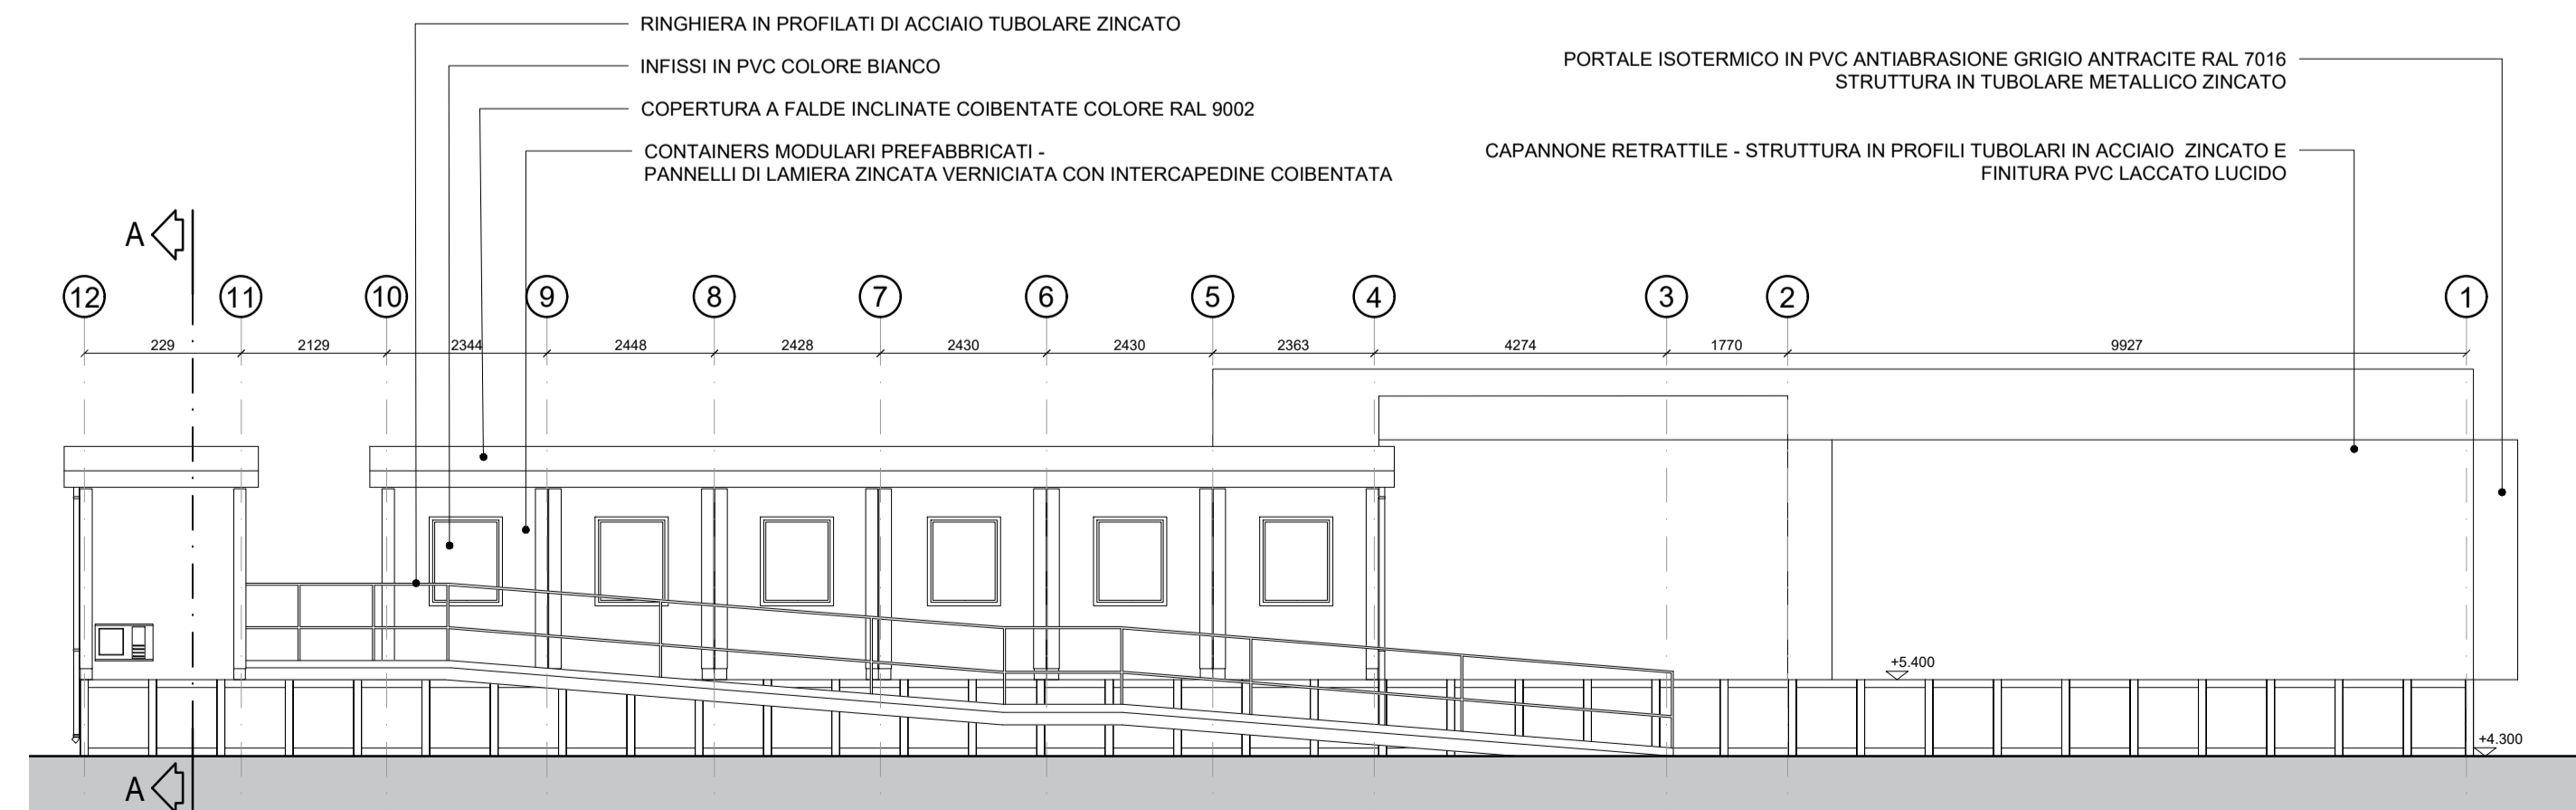 RINGHIERA IN PROFILATI DI ACCIAIO TUBOLARE ZINCATO
INFISSI IN PVC COLORE BIANCO
COPERTURA A FALDE INCLINATE COIBENTATE COLORE RAL 9002
CONTAINERS MODULARI PREFABBRICATI -
PANNELLI DI LAMIERA ZINCATA VERNICIATA CON INTERCAPEDINE COIBENTATA
PORTALE ISOTERMICO IN PVC ANTIABRASIONE GRIGIO ANTRACITE RAL 7016
STRUTTURA IN TUBOLARE METALLICO ZINCATO
CAPANNONE RETRATTILE - STRUTTURA IN PROFILI TUBOLARI IN ACCIAIO  ZINCATO E
FINITURA PVC LACCATO LUCIDO
A
12 11 10 9 8 7 6 5 4 3 2 1
229 2129 2344 2448 2428 2430 2430 2363 4274 1770 9927
+5.400
+4.300
A